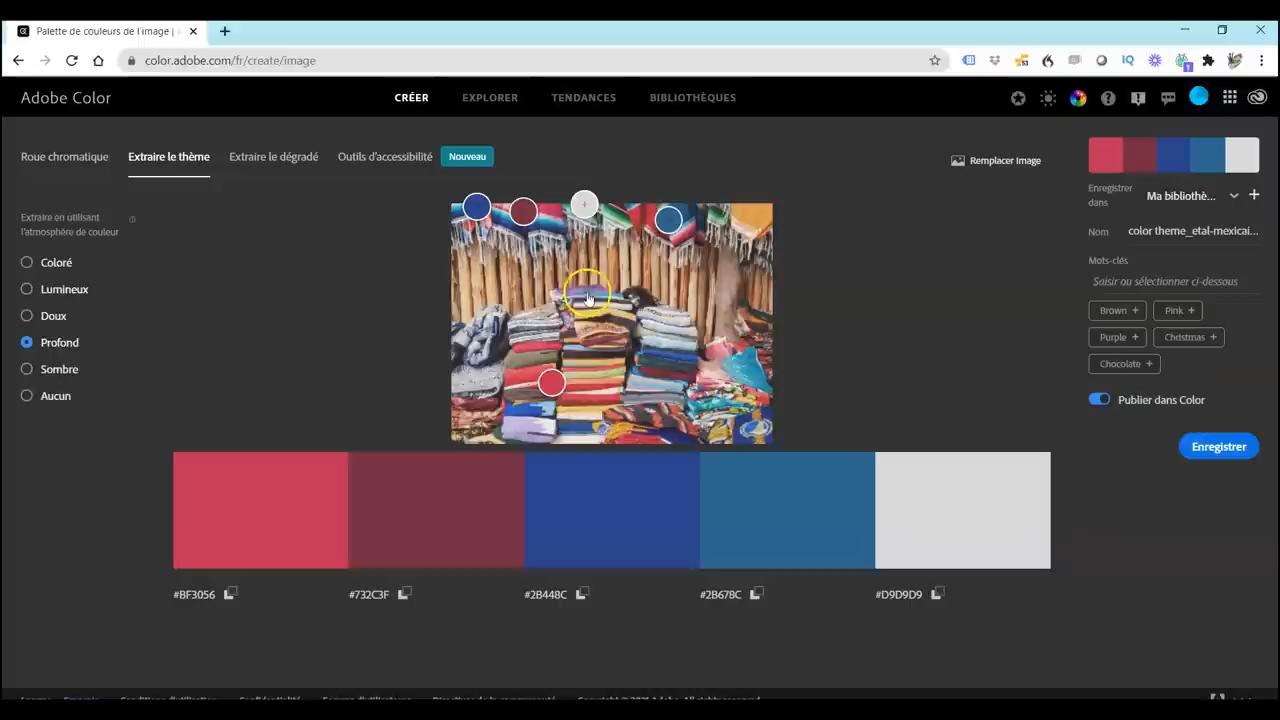 Palette de couleurs de l'image |
color.adobe.com/fr/create/image
Adobe Color
CRÉER
EXPLORER
TENDANCES
BIBLIOTHÈQUES
Roue chromatique
Extraire le thème
Extraire le dégradé
Outils d'accessibilité
Nouveau
Remplacer Image
Extraire en utilisant
l'atmosphère de couleur
Coloré
Lumineux
Doux
Profond
Sombre
Aucun
Enregistrer
dans
Ma bibliothè...
Nom
color theme_etal-mexicai...
Mots-clés
Saisir ou sélectionner ci-dessous
Brown +
Pink +
Purple +
Christmas +
Chocolate +
Publier dans Color
Enregistrer
#BF3056
#732C3F
#2B448C
#2B678C
#D9D9D9